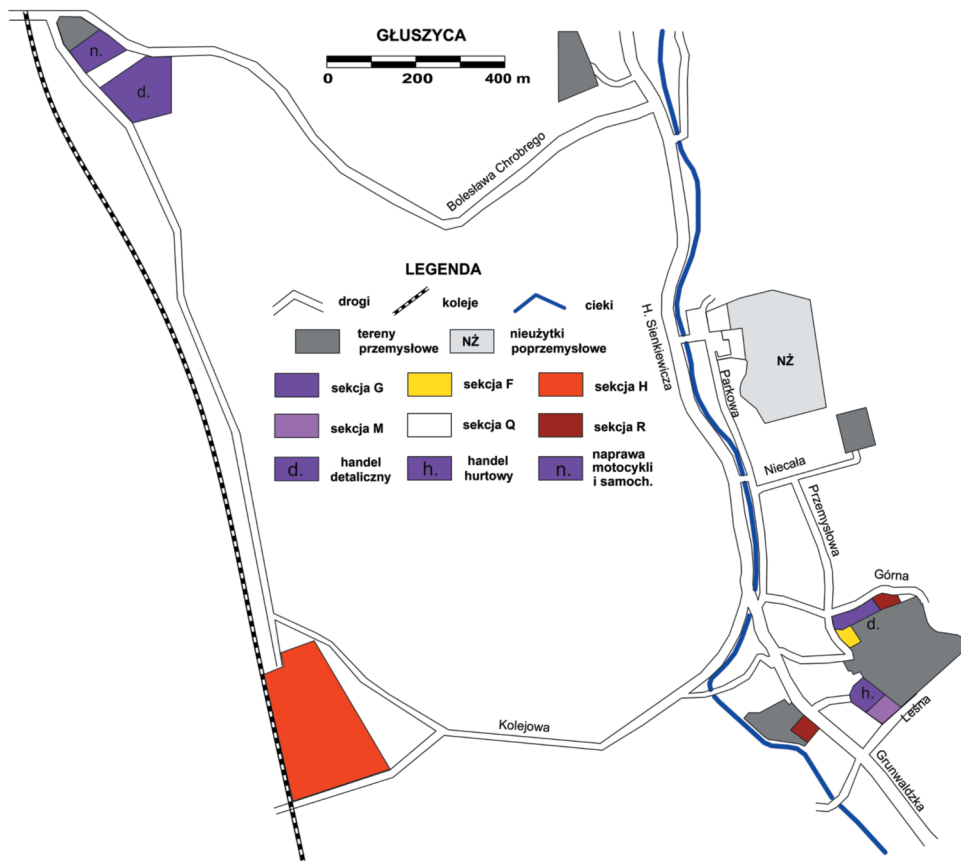 GŁUSZYCA
0 200 400 m
n.
d.
Bolesława Chrobrego
LEGENDA
drogi
koleje
cieki
tereny
przemysłowe
NŻ
nieużytki
poprzemysłowe
sekcja G
sekcja F
sekcja H
sekcja M
sekcja Q
sekcja R
d.
handel
detaliczny
h.
handel
hurtowy
n.
naprawa
motocykli
i samoch.
H. Sienkiewicza
Parkowa
NŻ
Niecała
Przemysłowa
Górna
d.
h.
Leśna
Kolejowa
Grunwaldzka